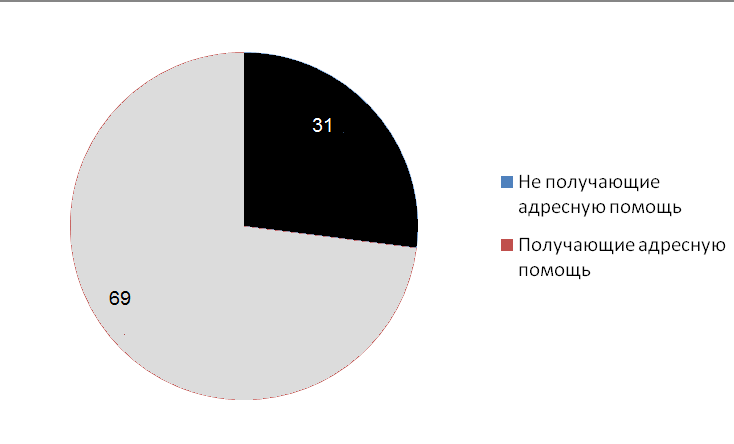 31
Не получающие
адресную помощь
Получающие адресную
помощь
69